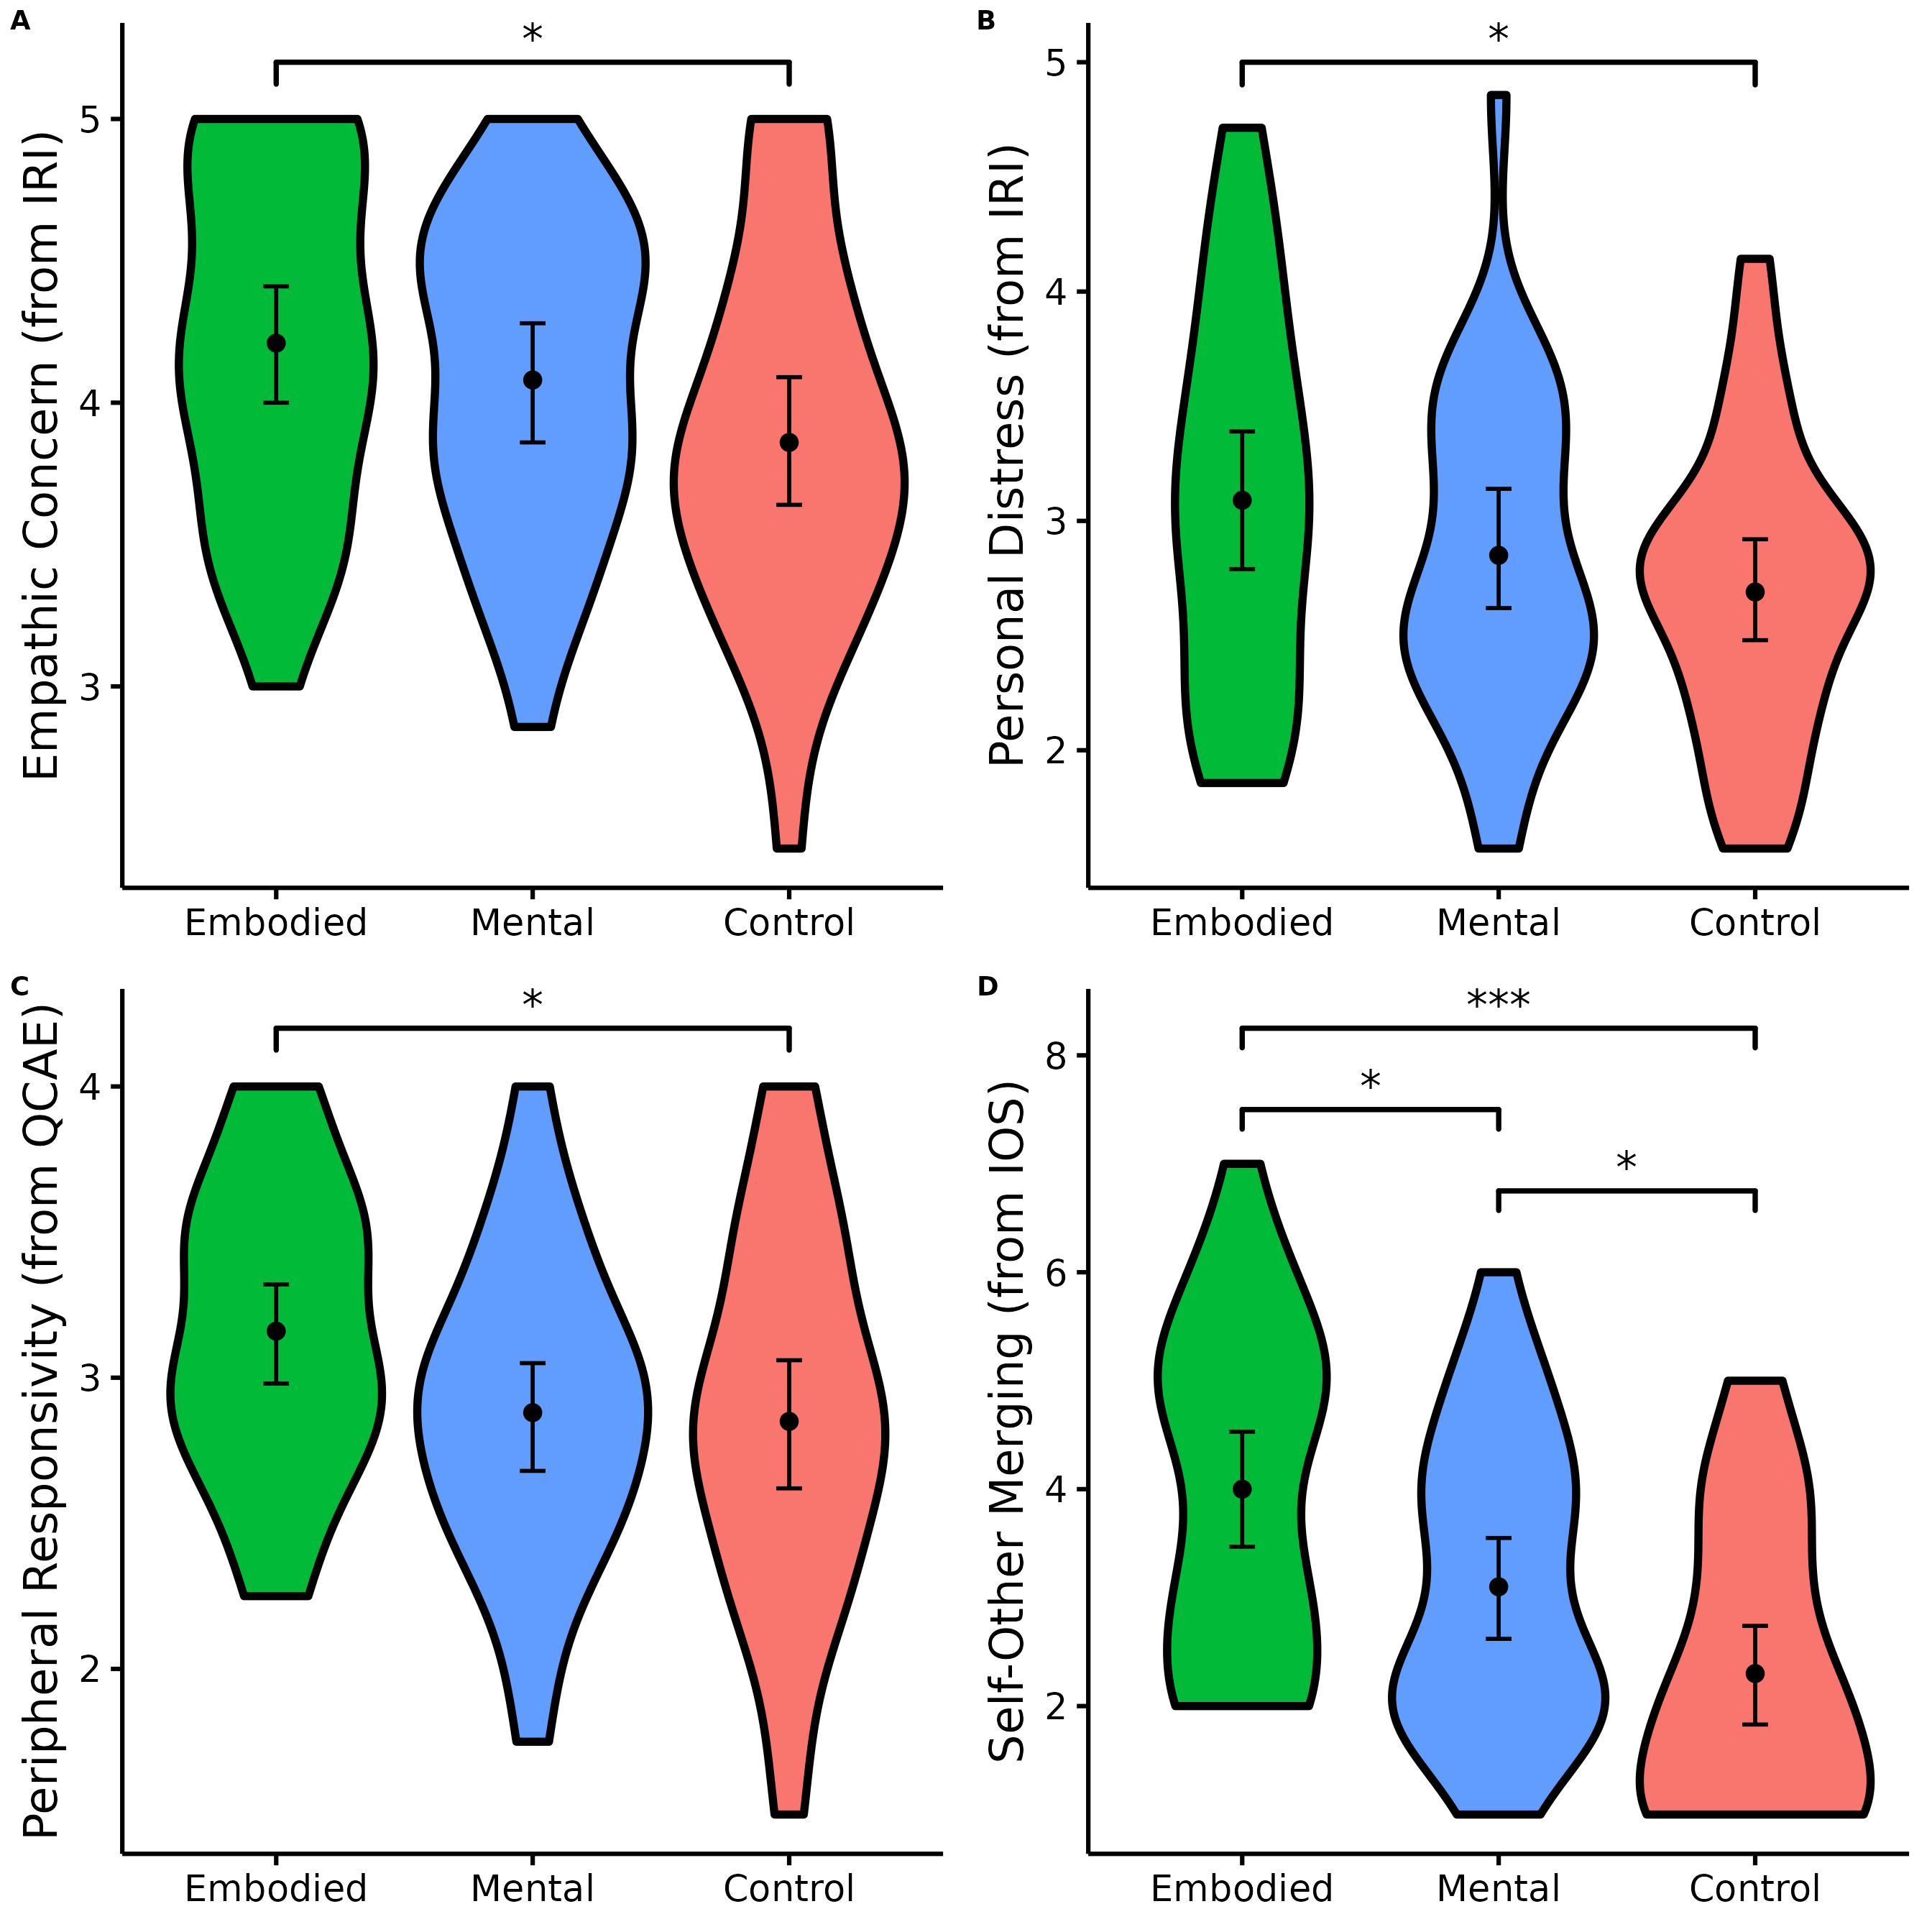 A
*
Empathic Concern (from IRI)
5
4
3
Embodied Mental Control
B
*
Personal Distress (from IRI)
5
4
3
2
Embodied Mental Control
C
*
Peripheral Responsivity (from QCAE)
4
3
2
Embodied Mental Control
D
***
*
*
Self-Other Merging (from IOS)
8
6
4
2
Embodied Mental Control